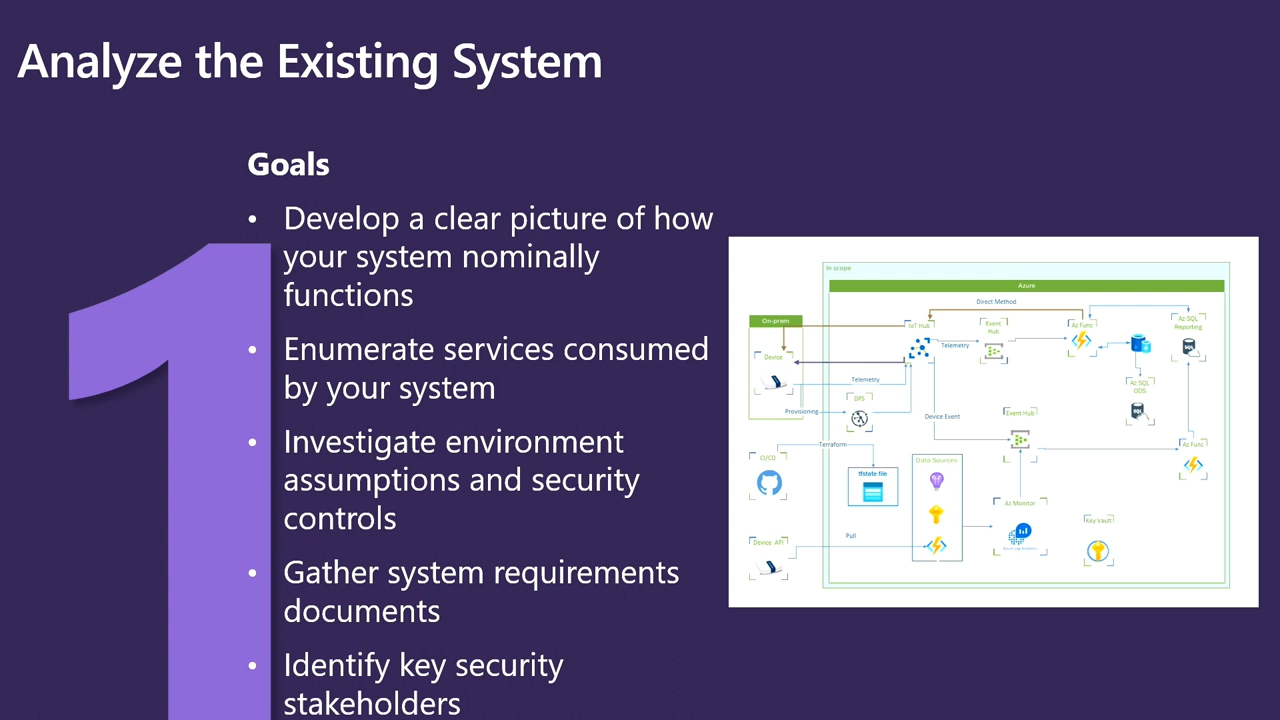 Analyze the Existing System
1
Goals
• Develop a clear picture of how
your system nominally
functions
• Enumerate services consumed
by your system
• Investigate environment
assumptions and security
controls
• Gather system requirements
documents
• Identify key security
stakeholders
In scope
Azure
Direct Method
On-prem
IoT Hub
Event
Hub
Az Func
Az SQL
Reporting
Telemetry
Device
Telemetry
Az SQL
ODS
DPS
Provisioning
Device Event
Event Hub
Terraform
Az Func
CI/CD
Data Sources
tfstate file
Az Monitor
Key Vault
Pull
Device API
Azure Log Analytics